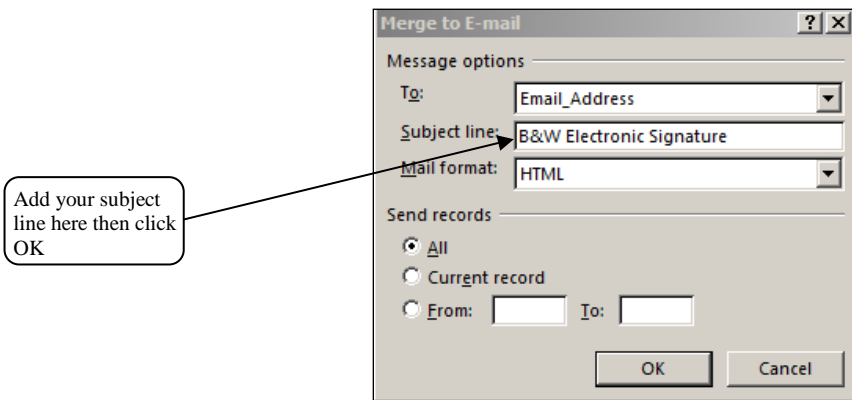 Merge to E-mail
Message options
To: Email_Address
Subject line: B&W Electronic Signature
Mail format: HTML
Add your subject
line here then click
OK
Send records
All
Current record
From: To:
OK Cancel